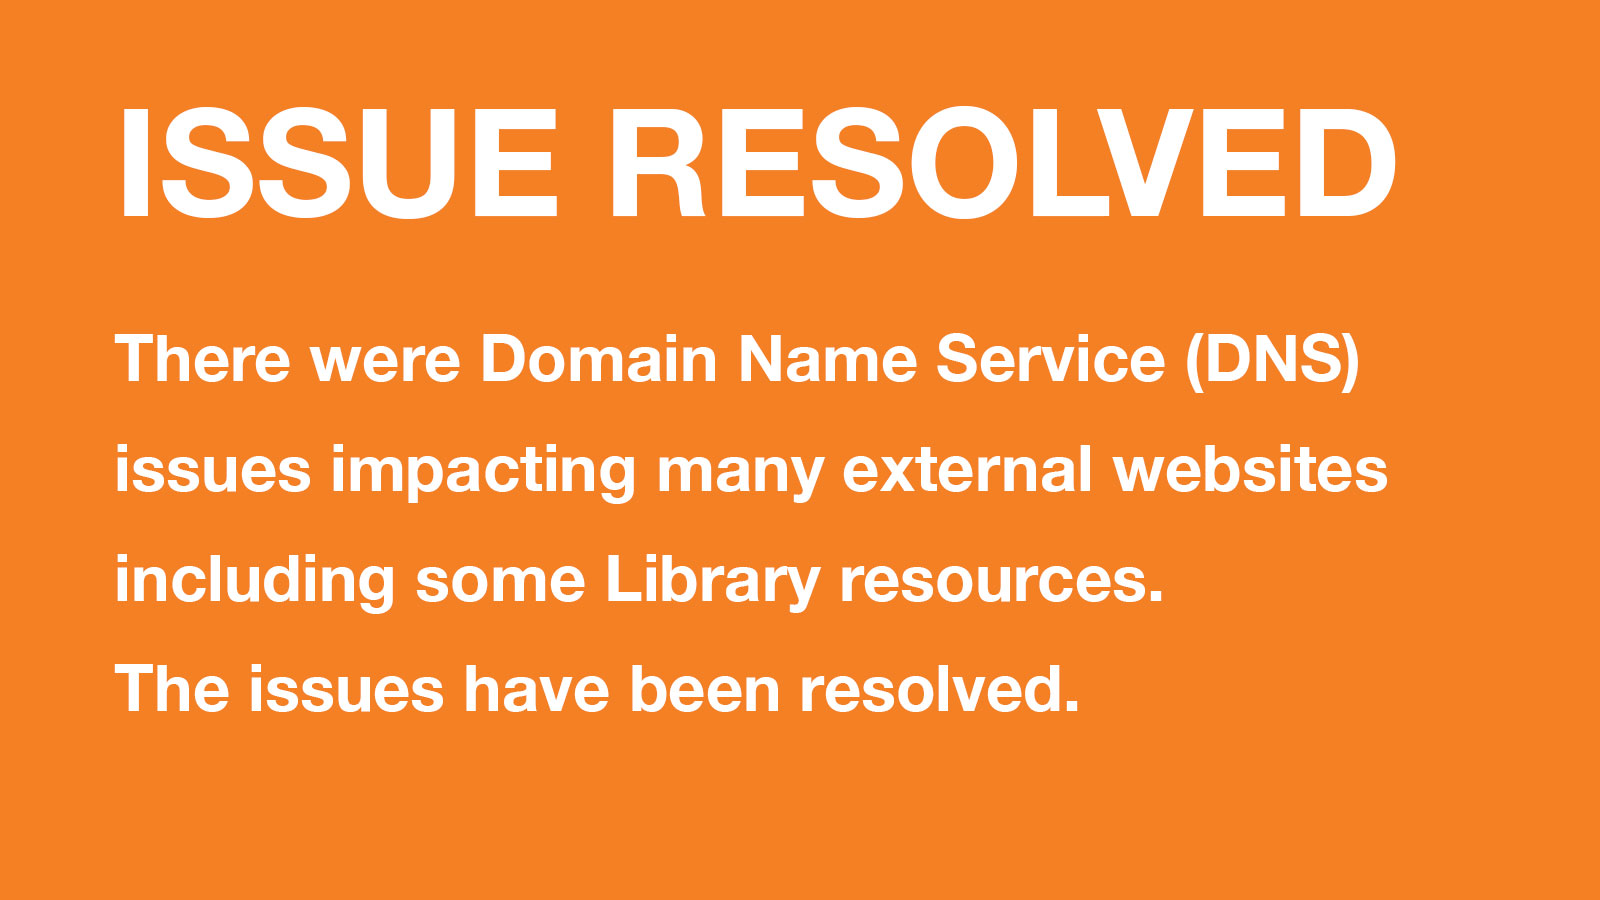 ISSUE RESOLVED
There were Domain Name Service (DNS)
issues impacting many external websites
including some Library resources.
The issues have been resolved.